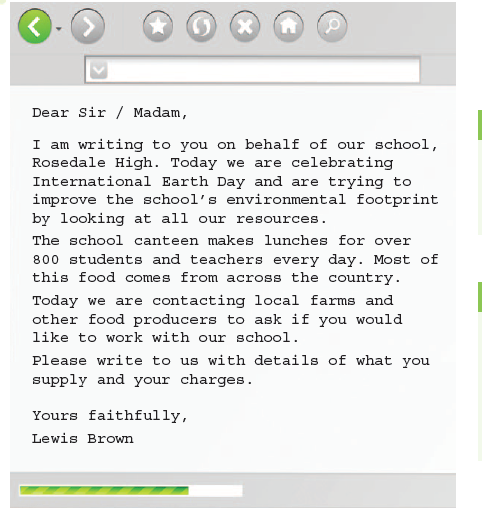 Dear Sir / Madam,
I am writing to you on behalf of our school,
Rosedale High. Today we are celebrating
International Earth Day and are trying to
improve the school's environmental footprint
by looking at all our resources.
The school canteen makes lunches for over
800 students and teachers every day. Most of
this food comes from across the country.
Today we are contacting local farms and
other food producers to ask if you would
like to work with our school.
Please write to us with details of what you
supply and your charges.
Yours faithfully,
Lewis Brown